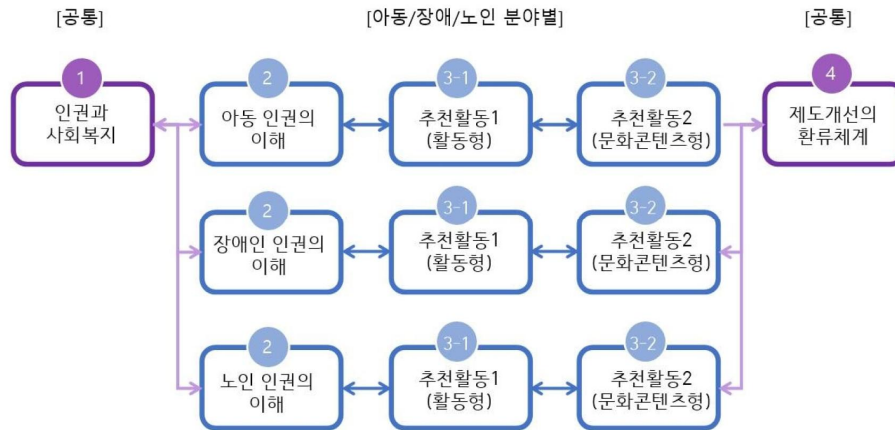 [공통]
[아동/장애/노인 분야별]
[공통]
1
인권과
사회복지
2
아동 인권의
이해
3-1
추천활동1
(활동형)
3-2
추천활동2
(문화콘텐츠형)
4
제도개선의
환류체계
2
장애인 인권의
이해
3-1
추천활동1
(활동형)
3-2
추천활동2
(문화콘텐츠형)
2
노인 인권의
이해
3-1
추천활동1
(활동형)
3-2
추천활동2
(문화콘텐츠형)